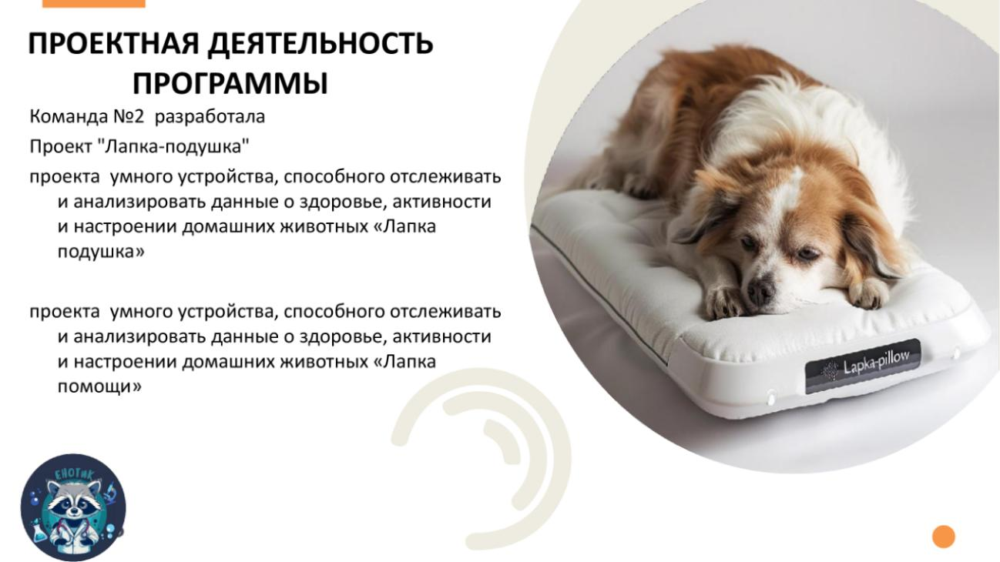 ПРОЕКТНАЯ ДЕЯТЕЛЬНОСТЬ
ПРОГРАММЫ
Команда №2 разработала
Проект "Лапка-подушка"
проекта умного устройства, способного отслеживать
и анализировать данные о здоровье, активности
и настроении домашних животных «Лапка
подушка»
проекта умного устройства, способного отслеживать
и анализировать данные о здоровье, активности
и настроении домашних животных «Лапка
помощи»
Lapka-pillow
ЕНОТиК